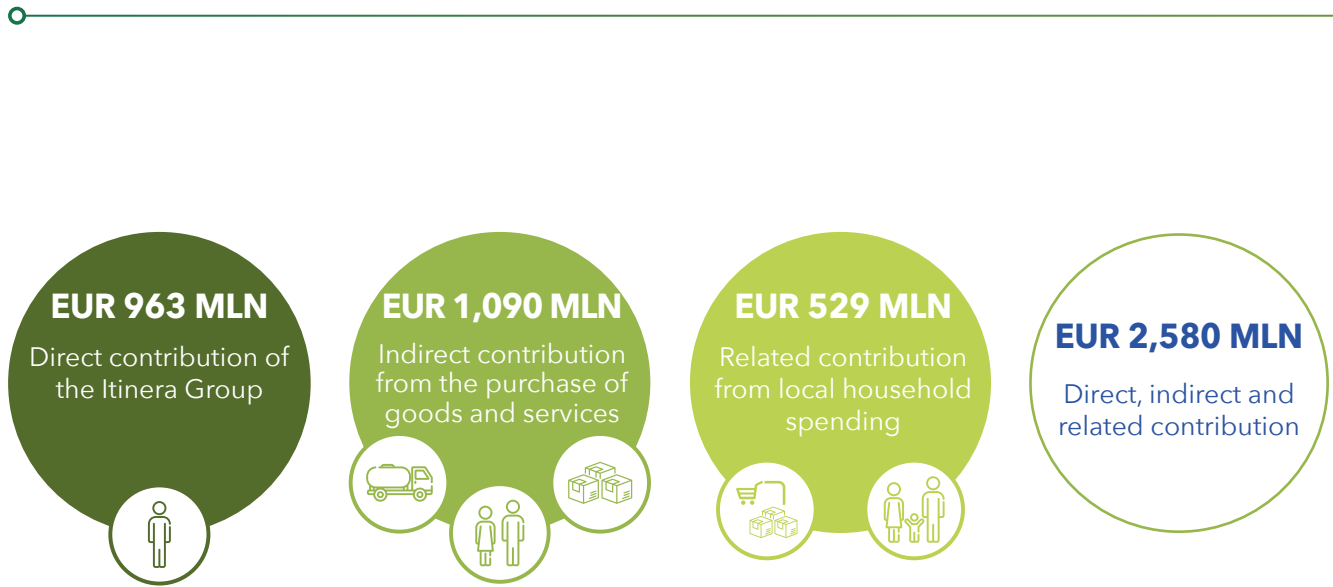 EUR 963 MLN
Direct contribution of
the Itinera Group
EUR 1,090 MLN
Indirect contribution
from the purchase of
goods and services
EUR 529 MLN
Related contribution
from local household
spending
EUR 2,580 MLN
Direct, indirect and
related contribution